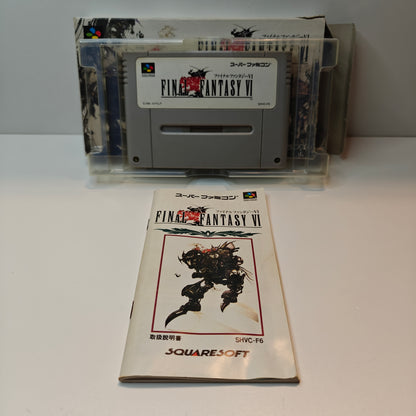 スーパーファミコン
ファイナルファンタジーVI
FINAL FANTASY VI
SHVC-F6
スーパーファミコン
ファイナルファンタジーVI
FINAL FANTASY VI
取扱説明書
SHVC-F6
SQUARESOFT